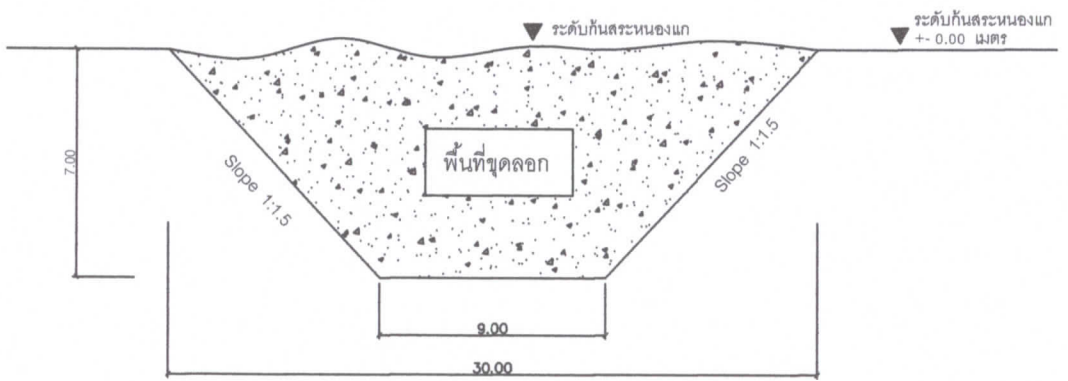 ระดับก้นสระหนองแก
ระดับก้นสระหนองแก
+- 0.00 เมตร
7.00
Slope 1:1.5
พื้นที่ขุดลอก
Slope 1:1.5
9.00
30.00